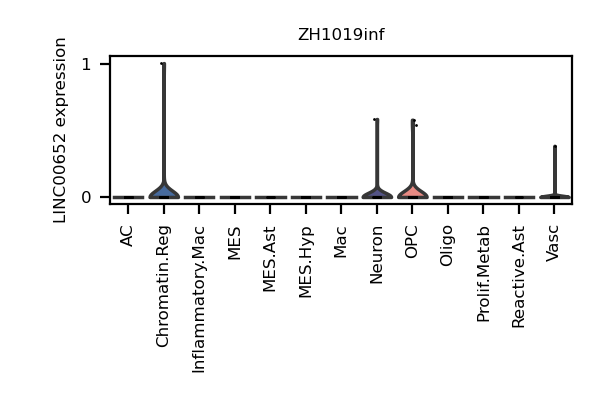 ZH1019inf
LINC00652 expression
1
0
AC
Chromatin.Reg
Inflammatory.Mac
MES
MES.Ast
MES.Hyp
Mac
Neuron
OPC
Oligo
Prolif.Metab
Reactive.Ast
Vasc